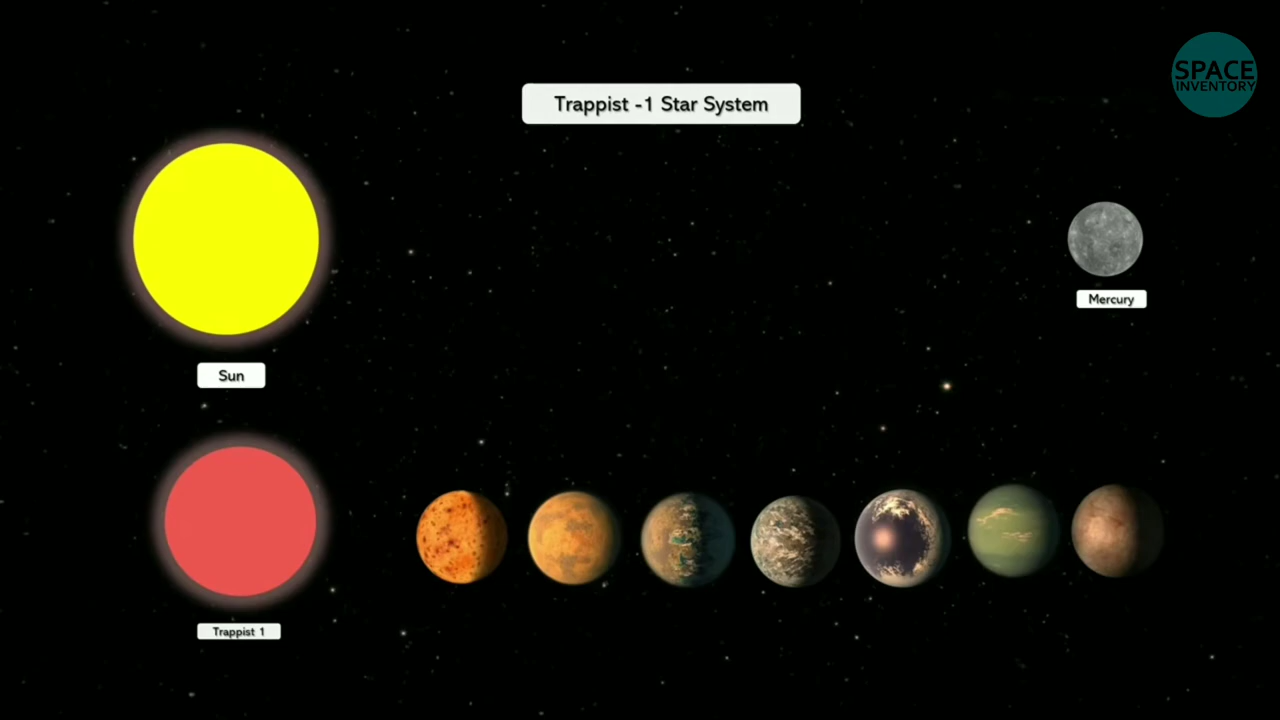 SPACE
INVENTORY
Trappist -1 Star System
Mercury
Sun
Trappist 1